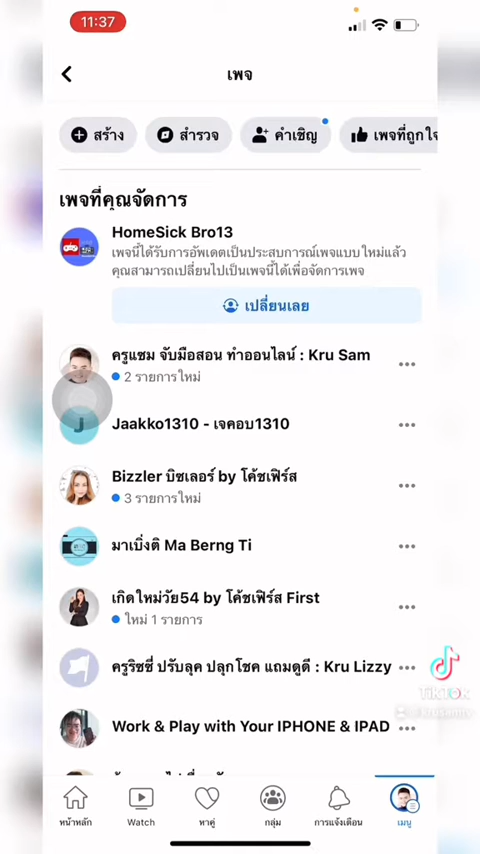 11:37
เพจ
สร้าง
สำรวจ
คำเชิญ
เพจที่ถูกใจ
เพจที่คุณจัดการ
HomeSick Bro13
เพจนี้ได้รับการอัพเดตเป็นประสบการณ์เพจแบบใหม่แล้ว
คุณสามารถเปลี่ยนไปเป็นเพจนี้ได้เพื่อจัดการเพจ
เปลี่ยนเลย
ครูแซม จับมือสอน ทำออนไลน์ : Kru Sam
2 รายการใหม่
J
Jaakko1310 - เจคอบ1310
Bizzler บิซเลอร์ by โค้ชเฟิร์ส
3 รายการใหม่
มาเบิ่งติ Ma Berng Ti
เกิดใหม่วัย54 by โค้ชเฟิร์ส First
ใหม่ 1 รายการ
ครูริซซี่ ปรับลุค ปลุกโชค แถมดูดี : Kru Lizzy
TikTok
Work & Play with Your IPHONE & IPAD
หน้าหลัก
Watch
หาคู่
กลุ่ม
การแจ้งเตือน
เมนู